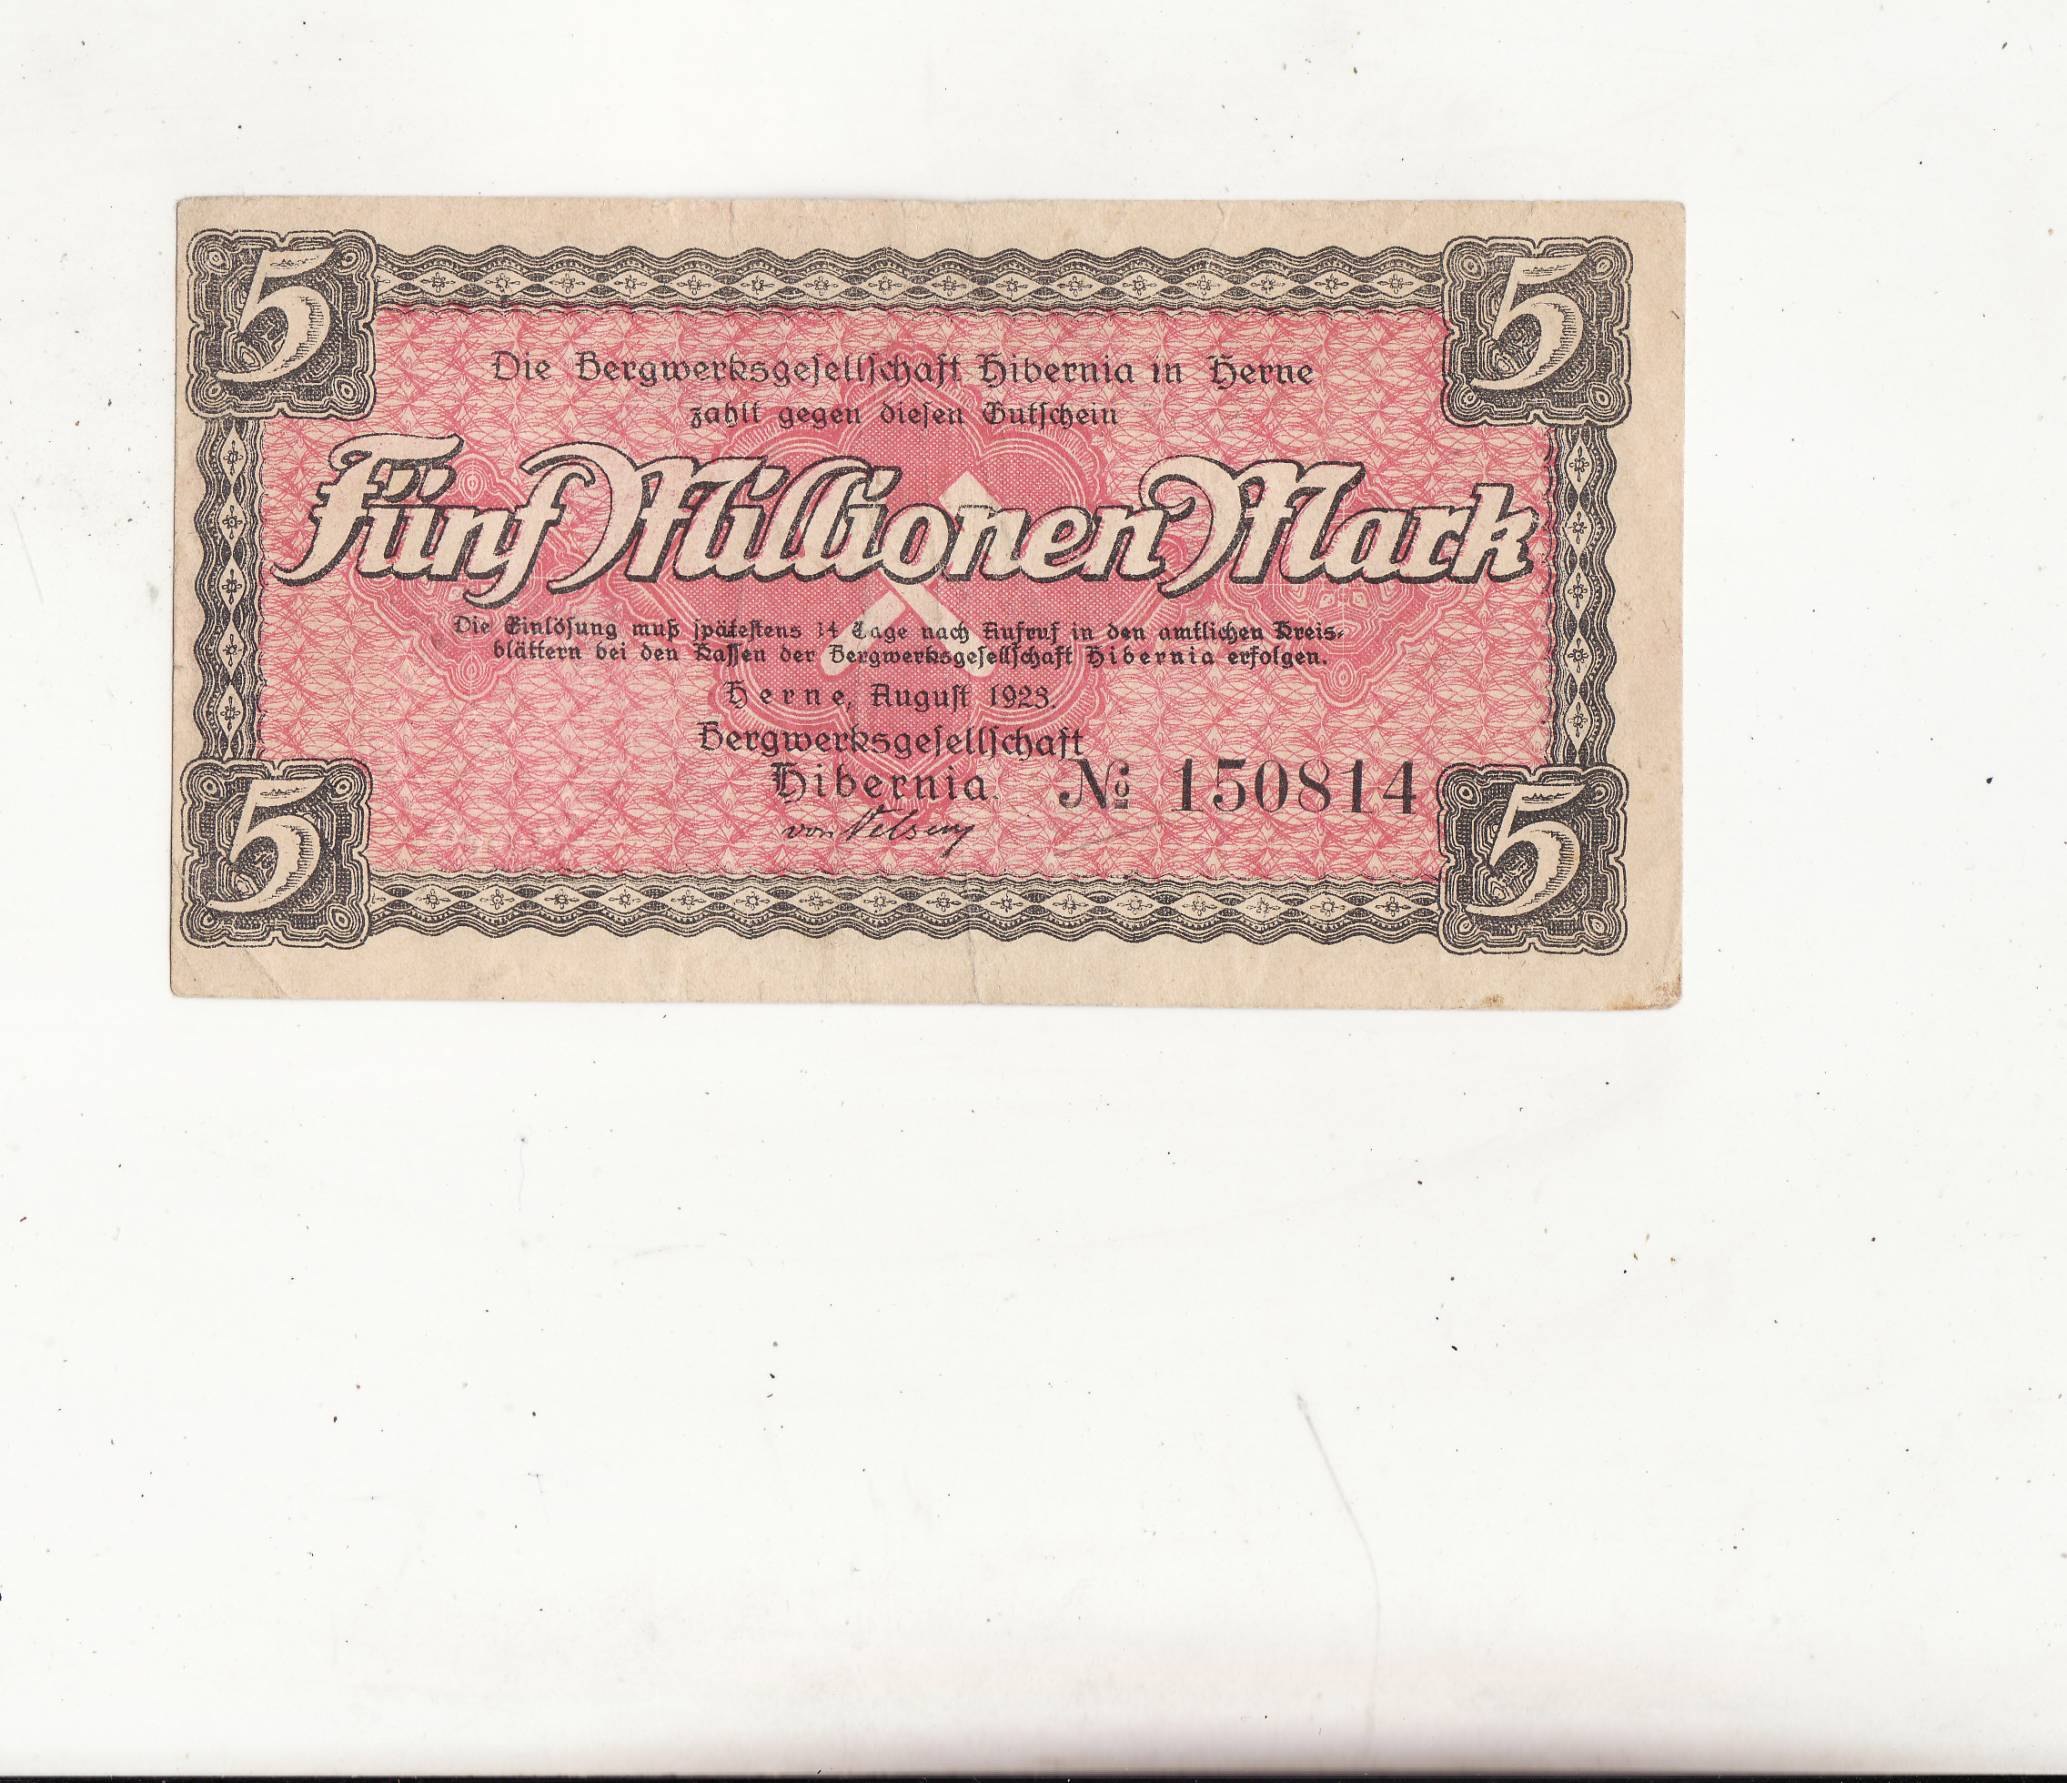 5 5
Die Bergwerksgesellschaft Hibernia in Herne
zahlt gegen diesen Gutschein
Fünf Millionen Mark
Die Einlösung muß spätestens 14 Tage nach Aufruf in den amtlichen Kreis-
blättern bei den Kassen der Bergwerksgesellschaft Hibernia erfolgen.
Herne, August 1923.
Bergwerksgesellschaft
Hibernia.
№ 150814
von Velsen
5 5